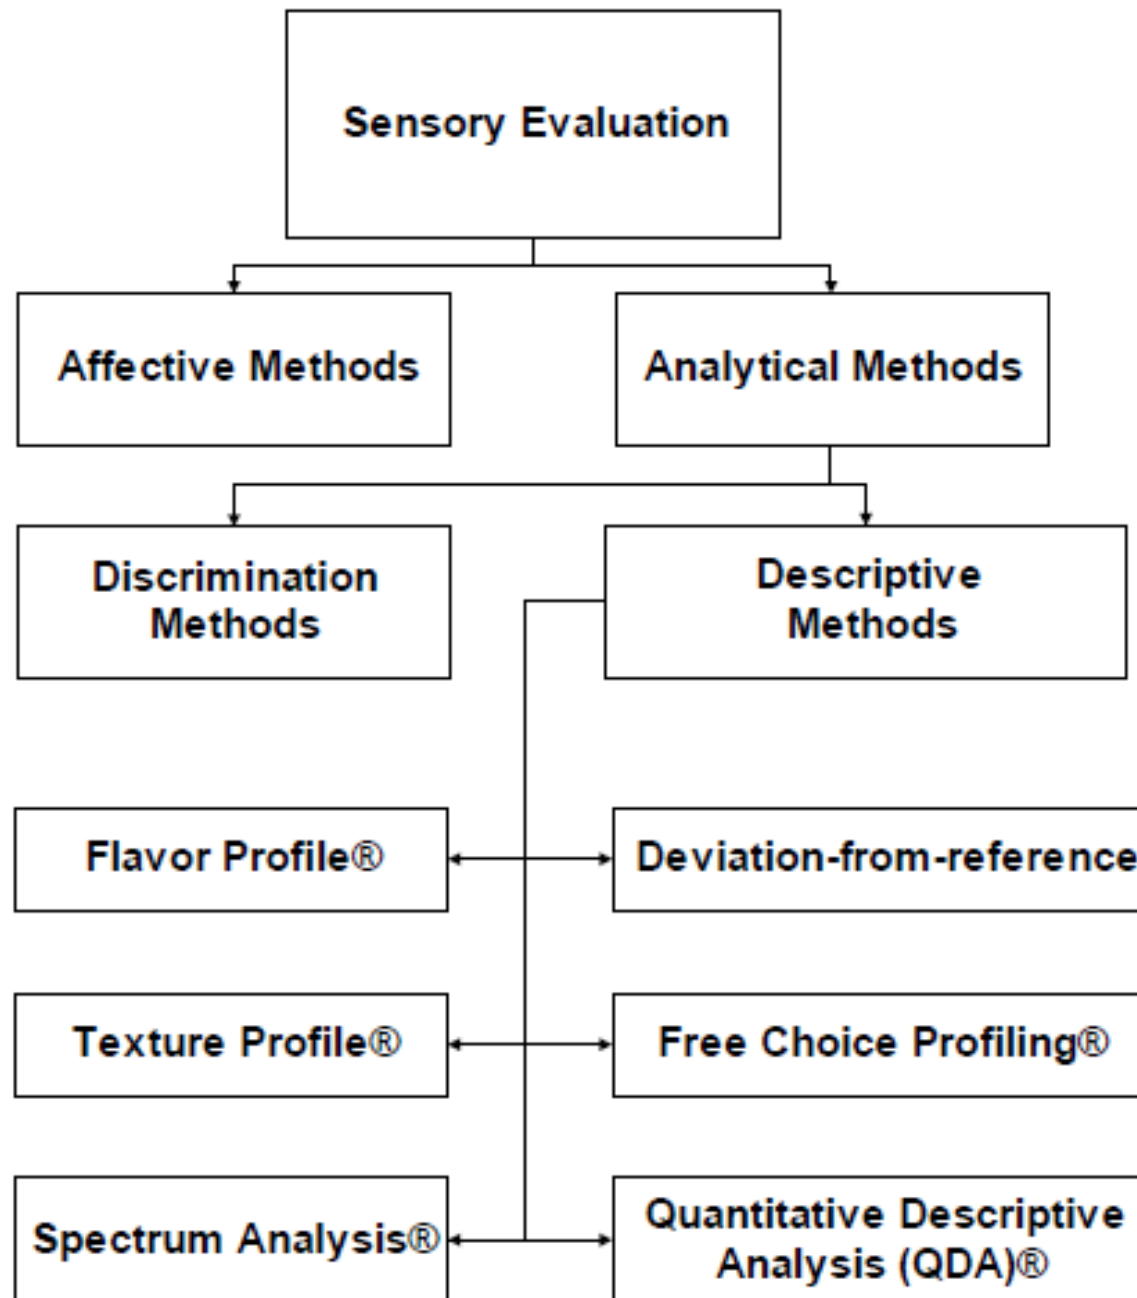 Sensory Evaluation
Affective Methods
Analytical Methods
Discrimination
Methods
Descriptive
Methods
Flavor Profile®
Deviation-from-reference
Texture Profile®
Free Choice Profiling®
Spectrum Analysis®
Quantitative Descriptive
Analysis (QDA)®